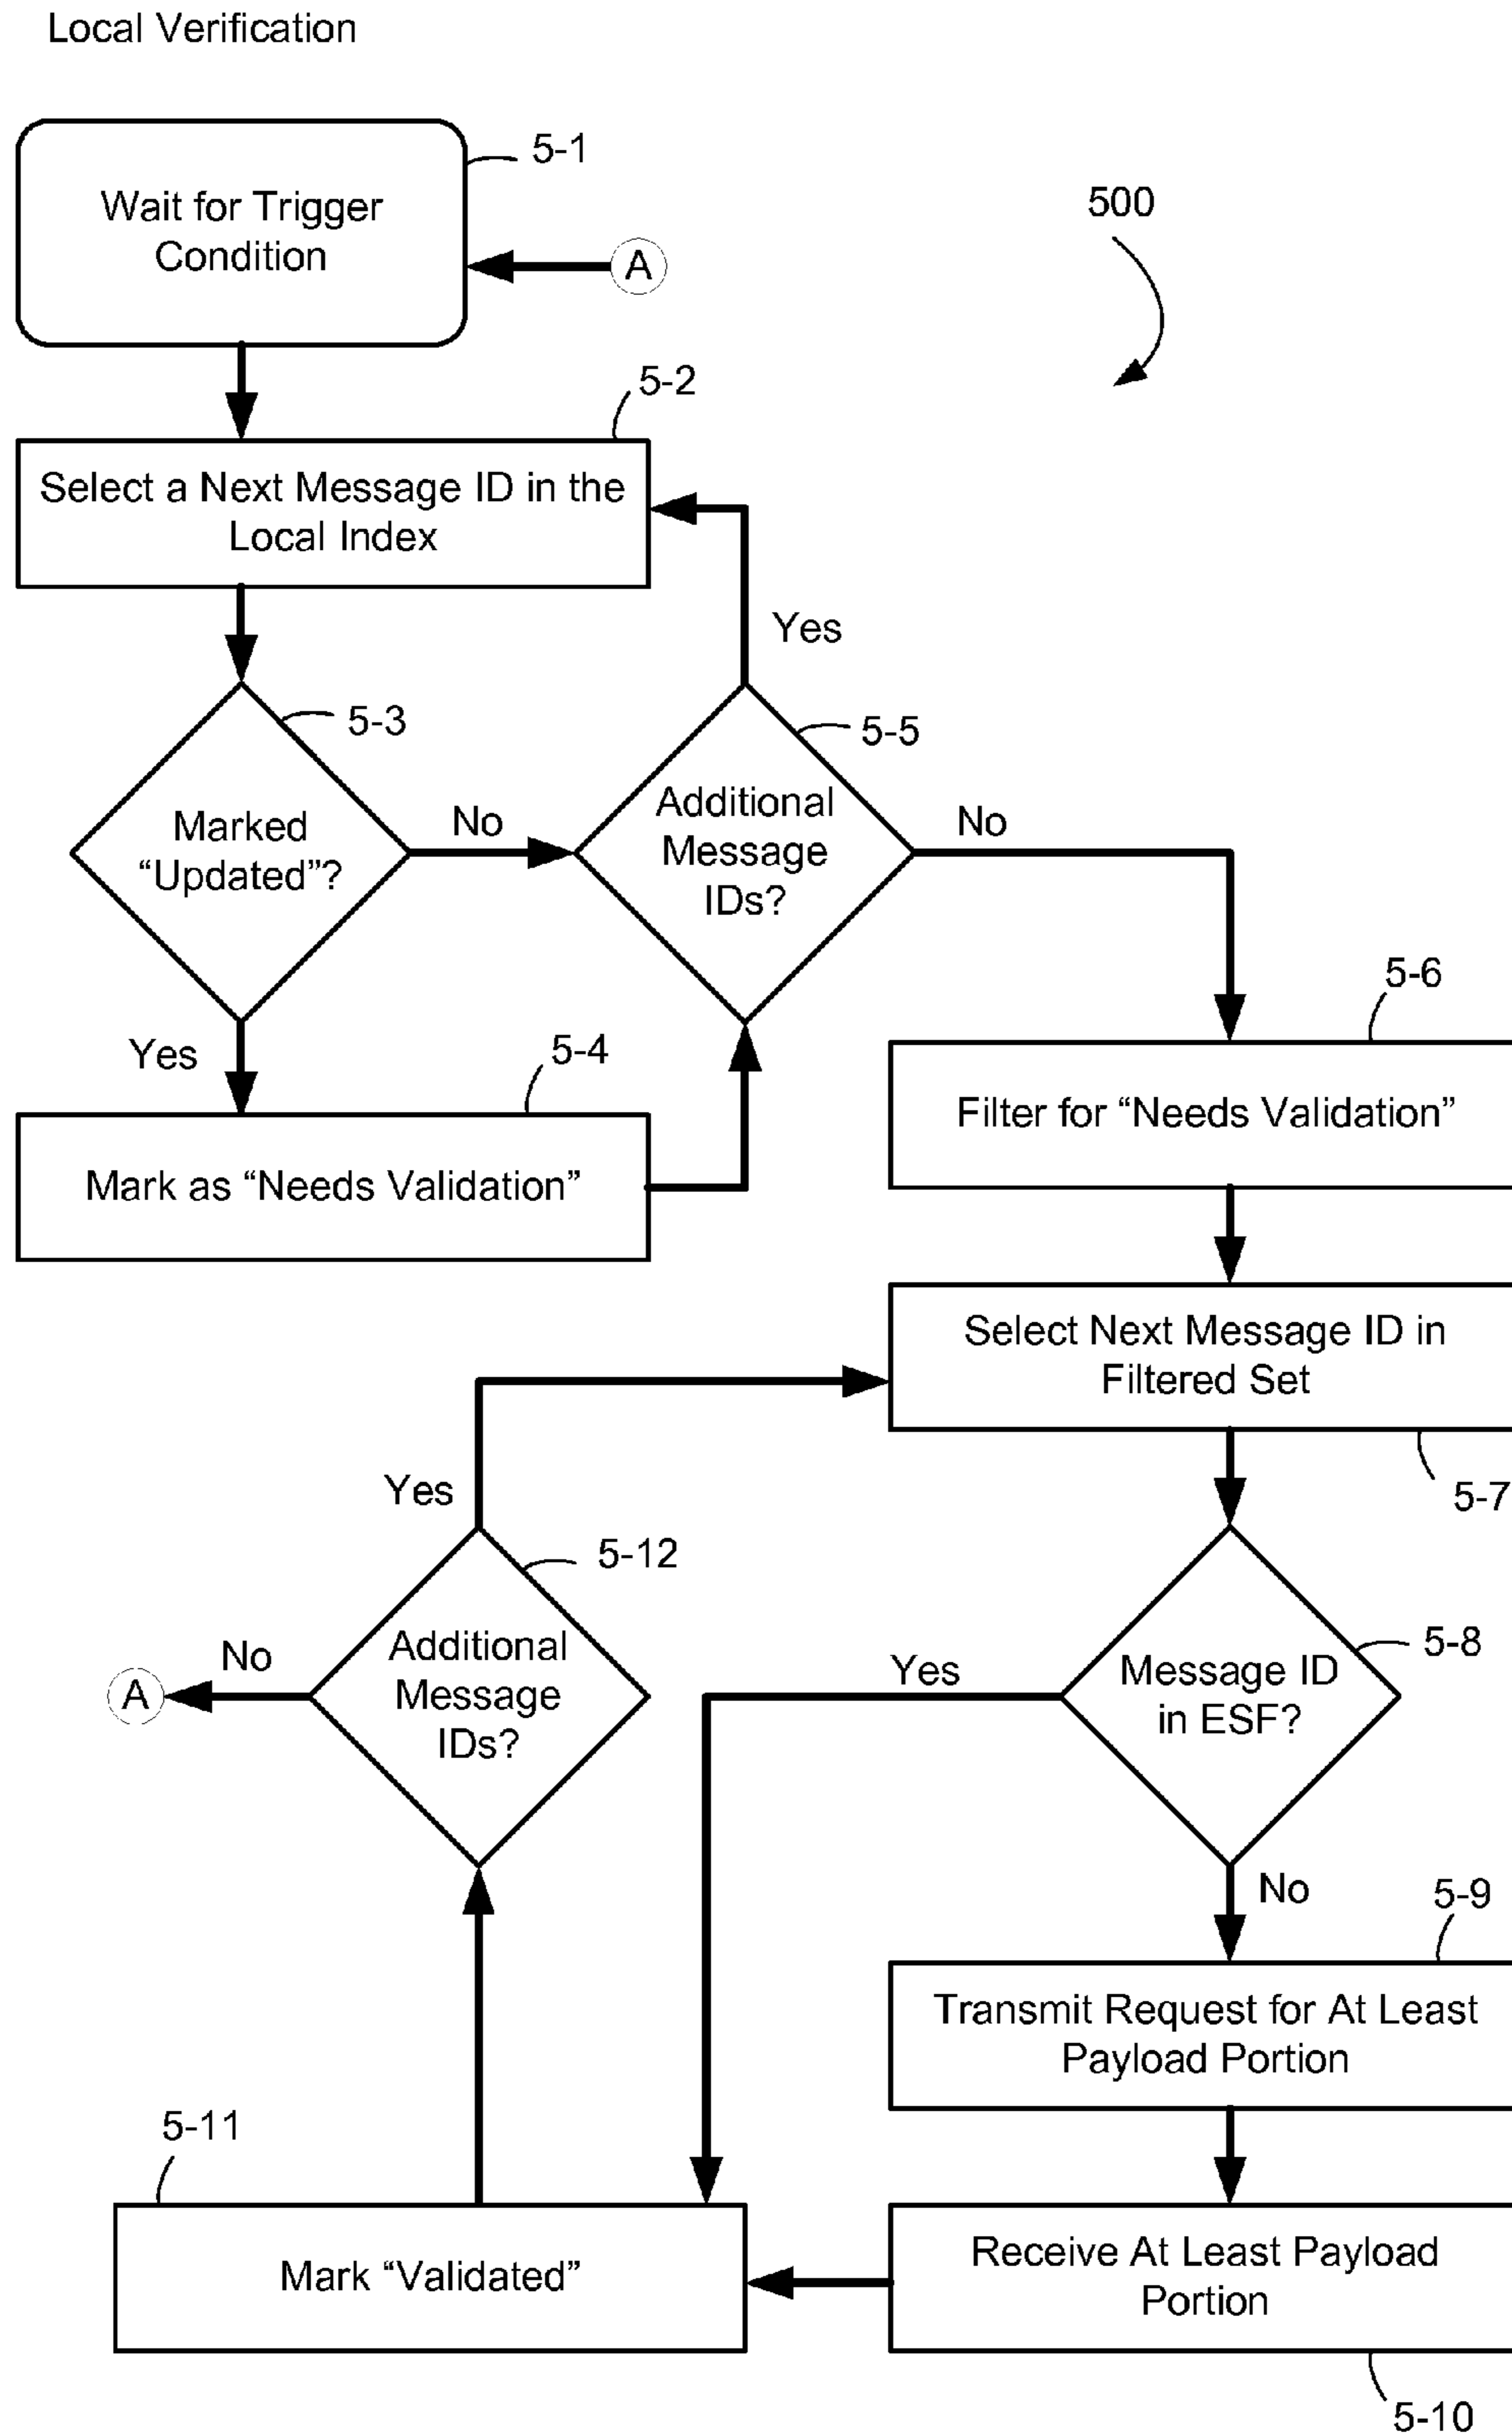 Local Verification
5-1
Wait for Trigger
Condition
A
500
5-2
Select a Next Message ID in the
Local Index
Yes
5-3
5-5
Marked
“Updated”?
No
Additional
Message
IDs?
No
5-6
Yes
5-4
Filter for “Needs Validation”
Mark as “Needs Validation”
Select Next Message ID in
Filtered Set
Yes
5-7
5-12
5-8
No
A
Additional
Message
IDs?
Yes
Message ID
in ESF?
No
5-9
Transmit Request for At Least
Payload Portion
5-11
Mark “Validated”
Receive At Least Payload
Portion
5-10